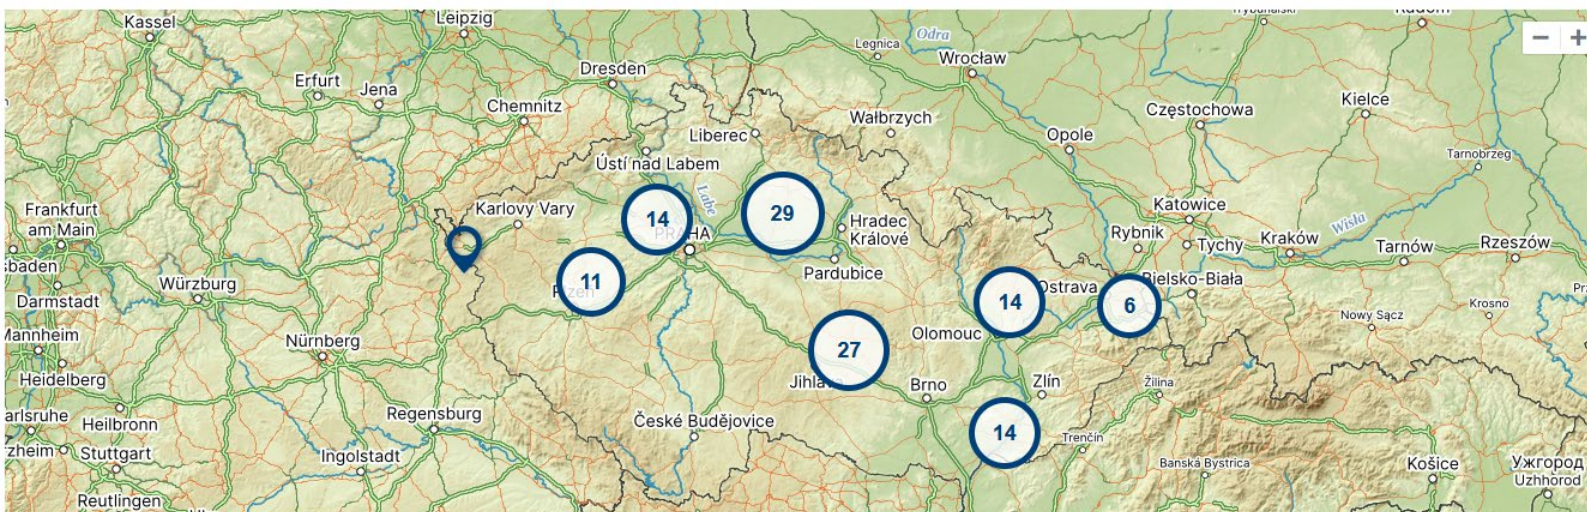 Kassel
Leipzig
Radom
Legnica
Odra
Wrocław
− +
Dresden
Erfurt
Jena
Chemnitz
Częstochowa
Kielce
Liberec
Wałbrzych
Opole
Ústí nad Labem
Tarnobrzeg
Frankfurt
am Main
Karlovy Vary
Labe
14
29
Hradec
Králové
PRAHA
Katowice
Wisła
Rybnik
Tychy
Kraków
Tarnów
Rzeszów
Würzburg
Darmstadt
11
Plzeň
Pardubice
14
Ostrava
6
Bielsko-Biała
Krosno
Nowy Sącz
Mannheim
Nürnberg
27
Olomouc
Heidelberg
Jihlava
Brno
Zlín
Žilina
Heilbronn
Regensburg
České Budějovice
14
Trenčín
Stuttgart
Ingolstadt
Banská Bystrica
Košice
Ужгород
Uzhhorod
Reutlingen